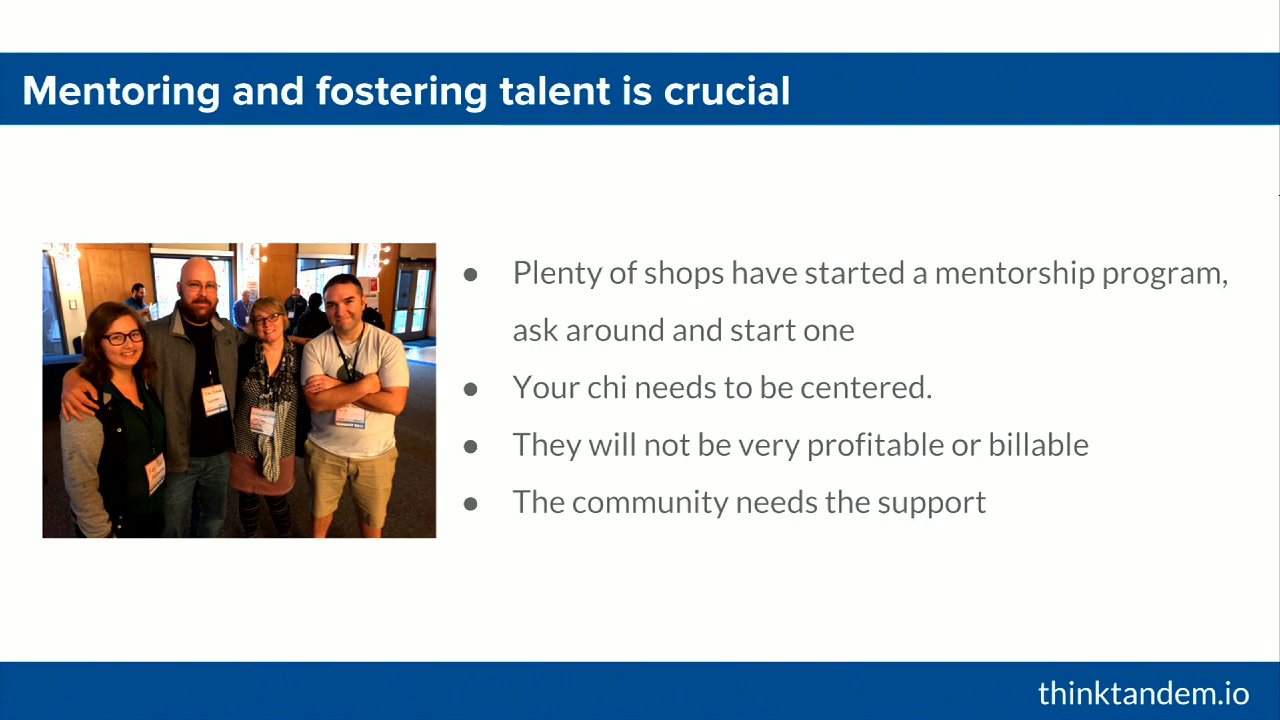 Mentoring and fostering talent is crucial
● Plenty of shops have started a mentorship program,
ask around and start one
● Your chi needs to be centered.
● They will not be very profitable or billable
● The community needs the support
thinktandem.io